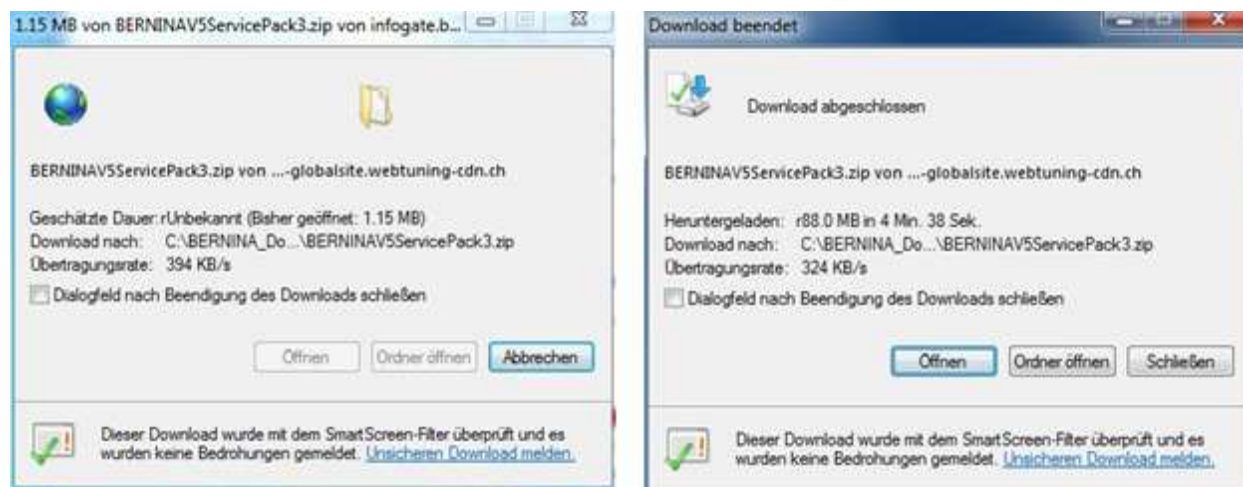 1.15 MB von BERNINAV5ServicePack3.zip von infogate.b...
BERNINAV5ServicePack3.zip von ...-globalsite.webtuning-cdn.ch
Geschätzte Dauer: rUnbekannt (Bisher geöffnet: 1.15 MB)
Download nach: C:\BERNINA_Do...\BERNINAV5ServicePack3.zip
Übertragungsrate: 394 KB/s
Dialogfeld nach Beendigung des Downloads schließen
Öffnen Ordner öffnen Abbrechen
Dieser Download wurde mit dem SmartScreen-Filter überprüft und es
wurden keine Bedrohungen gemeldet. Unsicheren Download melden.
Download beendet
Download abgeschlossen
BERNINAV5ServicePack3.zip von ...-globalsite.webtuning-cdn.ch
Heruntergeladen: r88.0 MB in 4 Min. 38 Sek.
Download nach: C:\BERNINA_Do...\BERNINAV5ServicePack3.zip
Übertragungsrate: 324 KB/s
Dialogfeld nach Beendigung des Downloads schließen
Öffnen Ordner öffnen Schließen
Dieser Download wurde mit dem SmartScreen-Filter überprüft und es
wurden keine Bedrohungen gemeldet. Unsicheren Download melden.